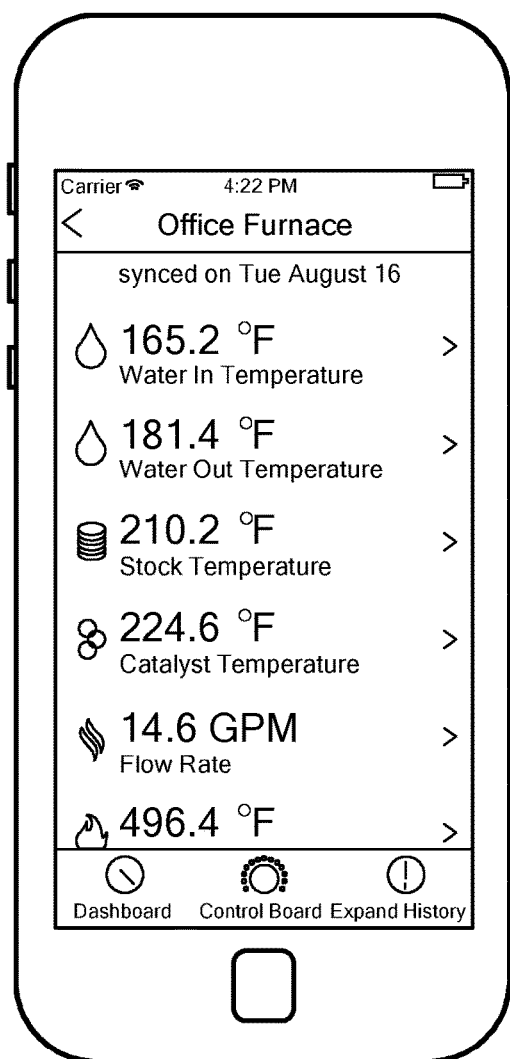 Carrier 4:22 PM
Office Furnace
synced on Tue August 16
165.2 °F
Water In Temperature
181.4 °F
Water Out Temperature
210.2 °F
Stock Temperature
224.6 °F
Catalyst Temperature
14.6 GPM
Flow Rate
496.4 °F
Dashboard Control Board Expand History